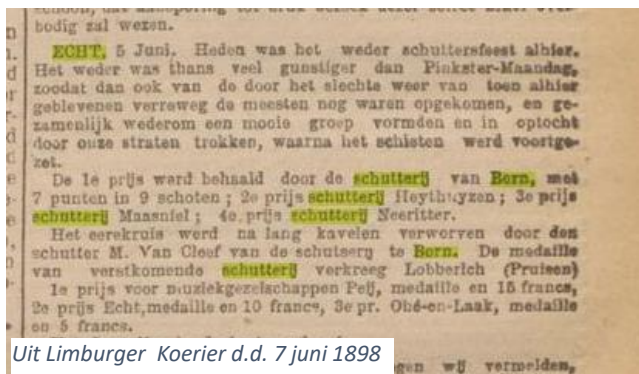 bodig zal wezen.
ECHT, 5 Juni. Heden was het weder schuttersfeest alhier.
Het weder was thans veel gunstiger dan Pinkster-Maandag,
zoodat dan ook van de door het slechte weer van toen alhier
geblevenen verreweg de meesten nog waren opgekomen, en ge-
zamenlijk wederom een mooie groep vormden en in optocht
door onze straten trokken, waarna het schieten werd voortge-
zet.
De 1e prijs werd behaald door de schutterij van Born, met
7 punten in 9 schoten; 2e prijs schutterij Heythuyzen; 3e prijs
schutterij Maasniel; 4e prijs schutterij Neeritter.
Het eerekruis werd na lang kavelen verworven door den
schutter M. Van Cleef van de schutserij te Born. De medaille
van verstkomende schutterij verkreeg Lobberich (Pruisen)
1e prijs voor muziekgezelschappen Peij, medaille en 15 francs,
2e prijs Echt, medaille en 10 francs, 3e pr. Ohé-en-Laak, medaille
en 5 francs.
Uit Limburger Koerier d.d. 7 juni 1898
gen wij vermelden,